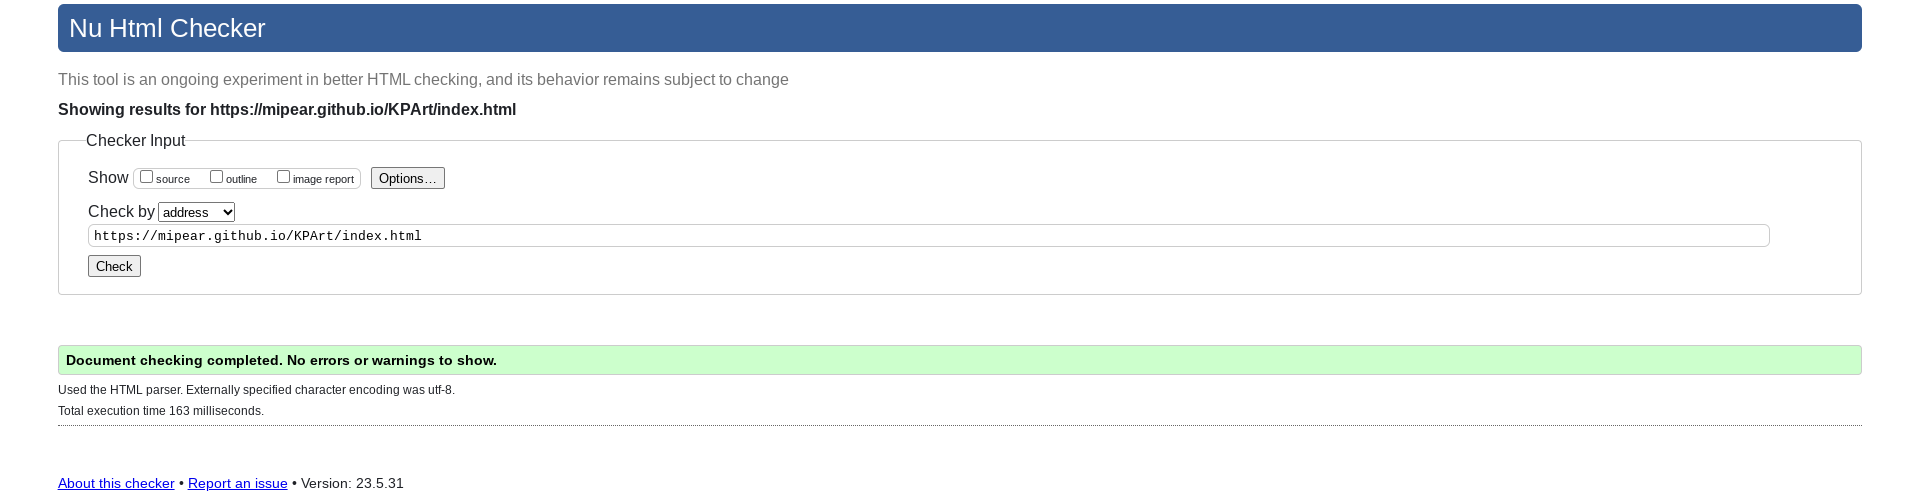 Nu Html Checker
This tool is an ongoing experiment in better HTML checking, and its behavior remains subject to change
Showing results for https://mipear.github.io/KPArt/index.html
Checker Input
Show source outline image report Options...
Check by address
https://mipear.github.io/KPArt/index.html
Check
Document checking completed. No errors or warnings to show.
Used the HTML parser. Externally specified character encoding was utf-8.
Total execution time 163 milliseconds.
About this checker • Report an issue • Version: 23.5.31